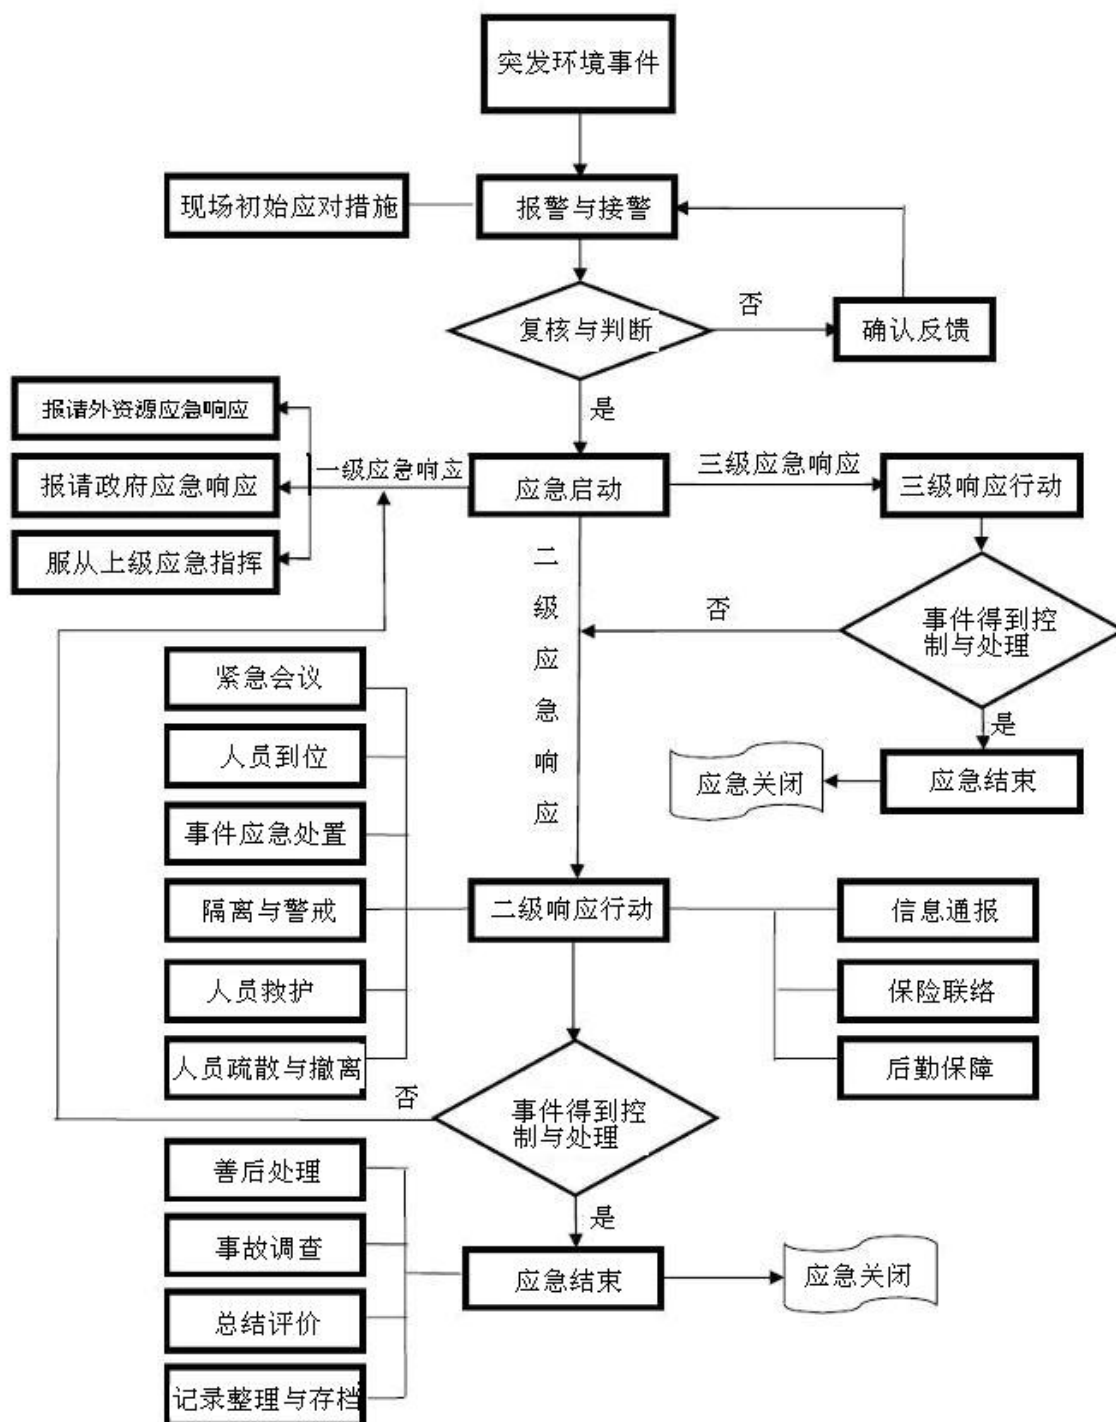 突发环境事件
现场初始应对措施
报警与接警
复核与判断
否
确认反馈
是
报请外资源应急响应
报请政府应急响应
服从上级应急指挥
一级应急响应
应急启动
三级应急响应
三级响应行动
二级应急响应
否
事件得到控
制与处理
是
应急结束
应急关闭
紧急会议
人员到位
事件应急处置
隔离与警戒
人员救护
人员疏散与撤离
二级响应行动
信息通报
保险联络
后勤保障
否
事件得到控
制与处理
是
善后处理
事故调查
总结评价
记录整理与存档
应急结束
应急关闭